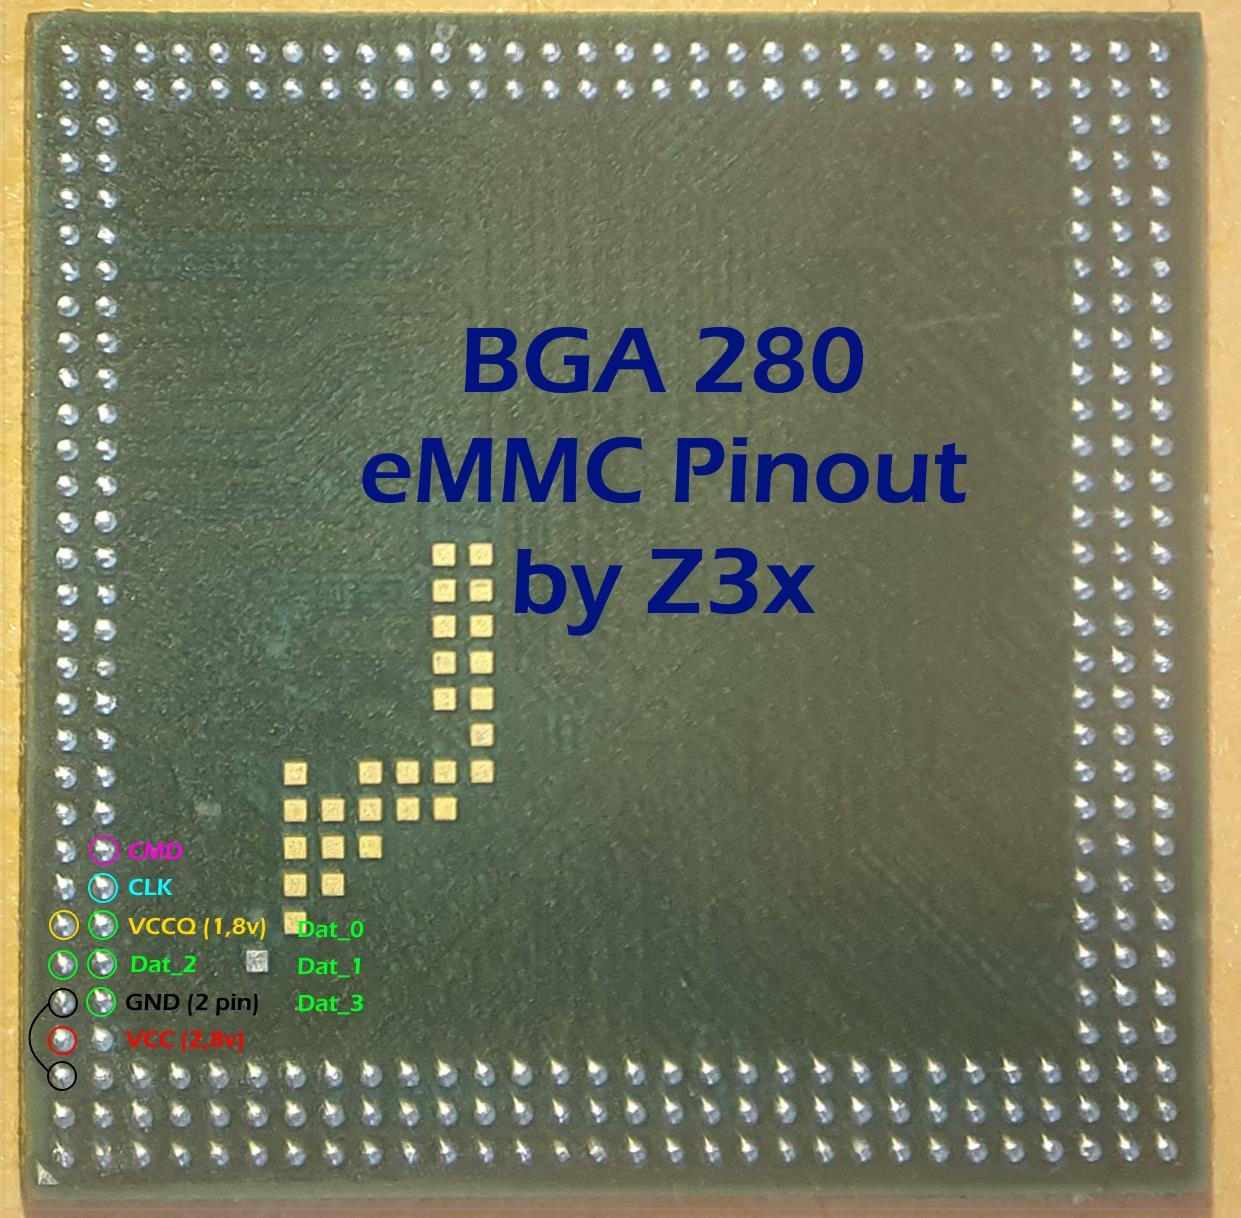 BGA 280
eMMC Pinout
by Z3x
CMD
CLK
VCCQ (1,8v) Dat_0
Dat_2 Dat_1
GND (2 pin) Dat_3
VCC (2,8v)